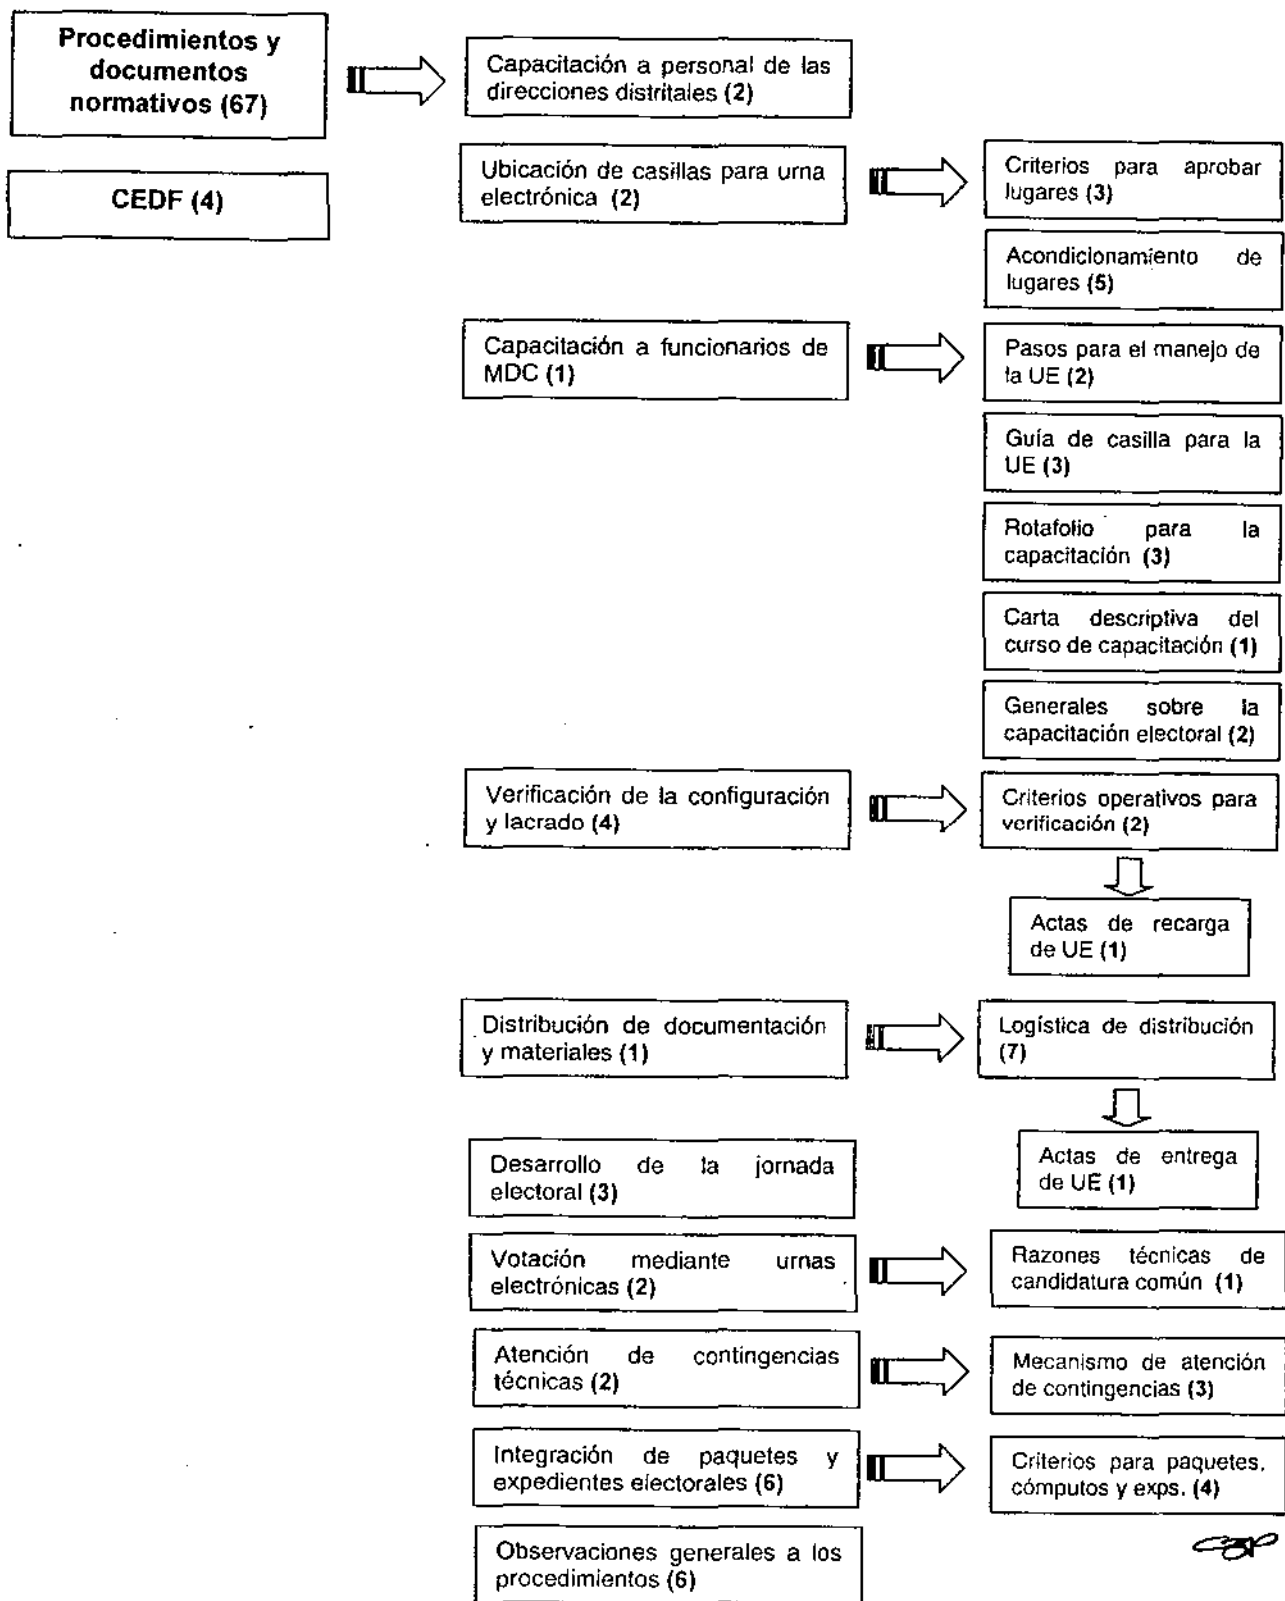 Procedimientos y
documentos
normativos (67)
CEDF (4)
Capacitación a personal de las
direcciones distritales (2)
Ubicación de casillas para urna
electrónica (2)
Criterios para aprobar
lugares (3)
Acondicionamiento de
lugares (5)
Capacitación a funcionarios de
MDC (1)
Pasos para el manejo de
la UE (2)
Guía de casilla para la
UE (3)
Rotafolio para la
capacitación (3)
Carta descriptiva del
curso de capacitación (1)
Generales sobre la
capacitación electoral (2)
Verificación de la configuración
y lacrado (4)
Criterios operativos para
verificación (2)
Actas de recarga
de UE (1)
Distribución de documentación
y materiales (1)
Logística de distribución
(7)
Actas de entrega
de UE (1)
Desarrollo de la jornada
electoral (3)
Votación mediante urnas
electrónicas (2)
Razones técnicas de
candidatura común (1)
Atención de contingencias
técnicas (2)
Mecanismo de atención
de contingencias (3)
Integración de paquetes y
expedientes electorales (6)
Criterios para paquetes,
cómputos y exps. (4)
Observaciones generales a los
procedimientos (6)